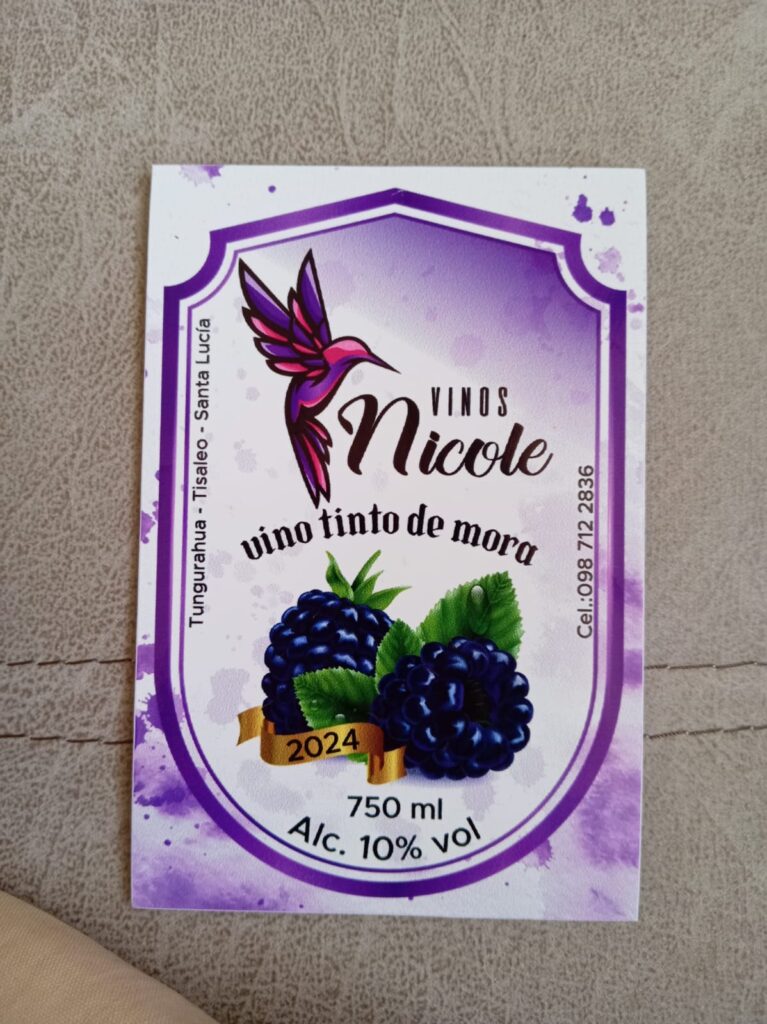 VINOS
Nicole
vino tinto de mora
Tungurahua - Tisaleo - Santa Lucía
Cel.:098 712 2836
2024
750 ml
Alc. 10% vol